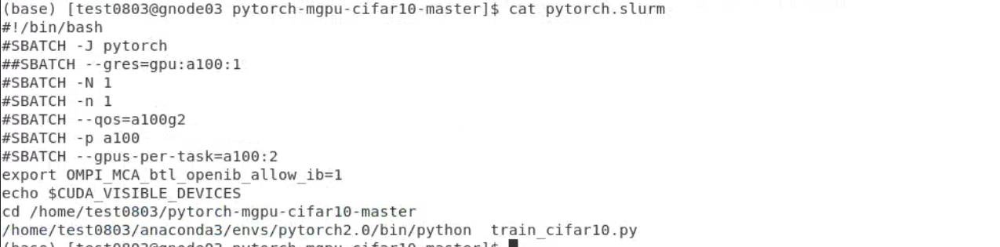 (base) [test0803@gnode03 pytorch-mgpu-cifar10-master]$ cat pytorch.slurm
#!/bin/bash
#SBATCH -J pytorch
##SBATCH --gres=gpu:a100:1
#SBATCH -N 1
#SBATCH -n 1
#SBATCH --qos=a100g2
#SBATCH -p a100
#SBATCH --gpus-per-task=a100:2
export OMPI_MCA_btl_openib_allow_ib=1
echo $CUDA_VISIBLE_DEVICES
cd /home/test0803/pytorch-mgpu-cifar10-master
/home/test0803/anaconda3/envs/pytorch2.0/bin/python  train_cifar10.py
(base) [test0803@gnode03 pytorch-mgpu-cifar10-master]$